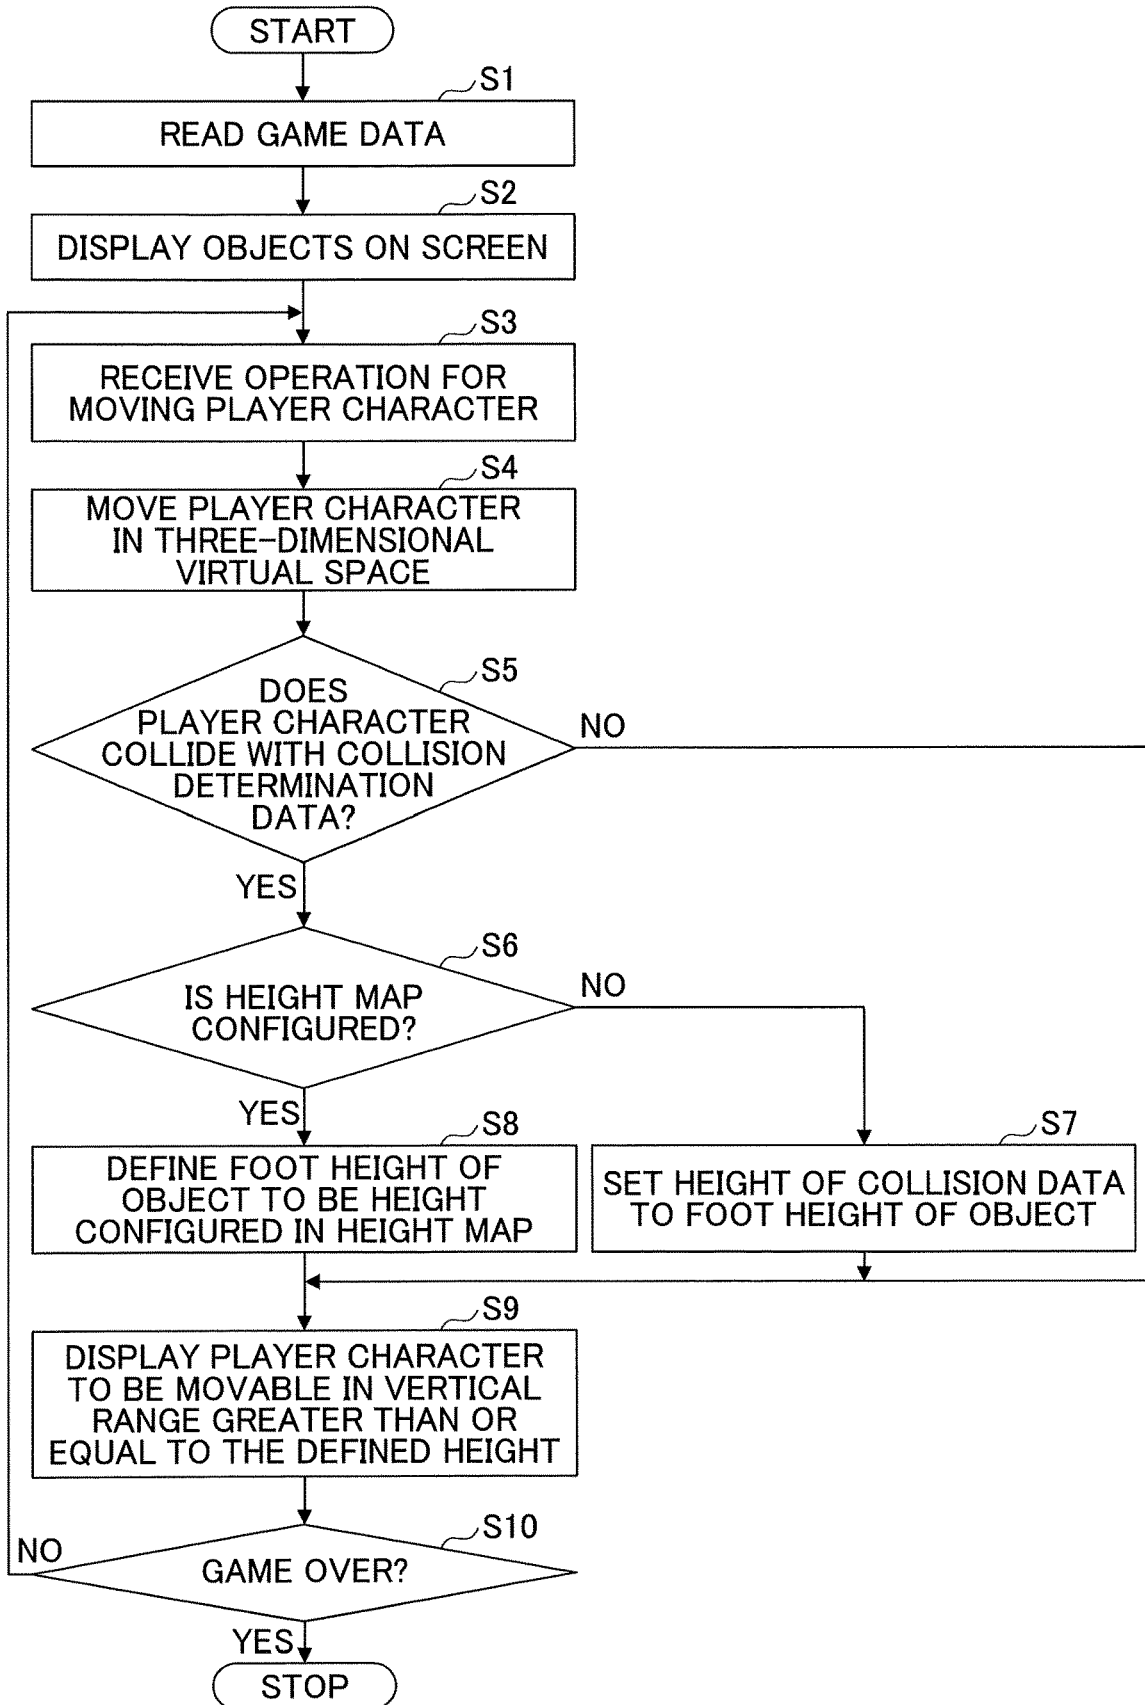 START
S1
READ GAME DATA
S2
DISPLAY OBJECTS ON SCREEN
S3
RECEIVE OPERATION FOR
MOVING PLAYER CHARACTER
S4
MOVE PLAYER CHARACTER
IN THREE-DIMENSIONAL
VIRTUAL SPACE
S5
DOES
PLAYER CHARACTER
COLLIDE WITH COLLISION
DETERMINATION
DATA?
NO
YES
S6
IS HEIGHT MAP
CONFIGURED?
NO
YES
S8
DEFINE FOOT HEIGHT OF
OBJECT TO BE HEIGHT
CONFIGURED IN HEIGHT MAP
S7
SET HEIGHT OF COLLISION DATA
TO FOOT HEIGHT OF OBJECT
S9
DISPLAY PLAYER CHARACTER
TO BE MOVABLE IN VERTICAL
RANGE GREATER THAN OR
EQUAL TO THE DEFINED HEIGHT
S10
NO
GAME OVER?
YES
STOP